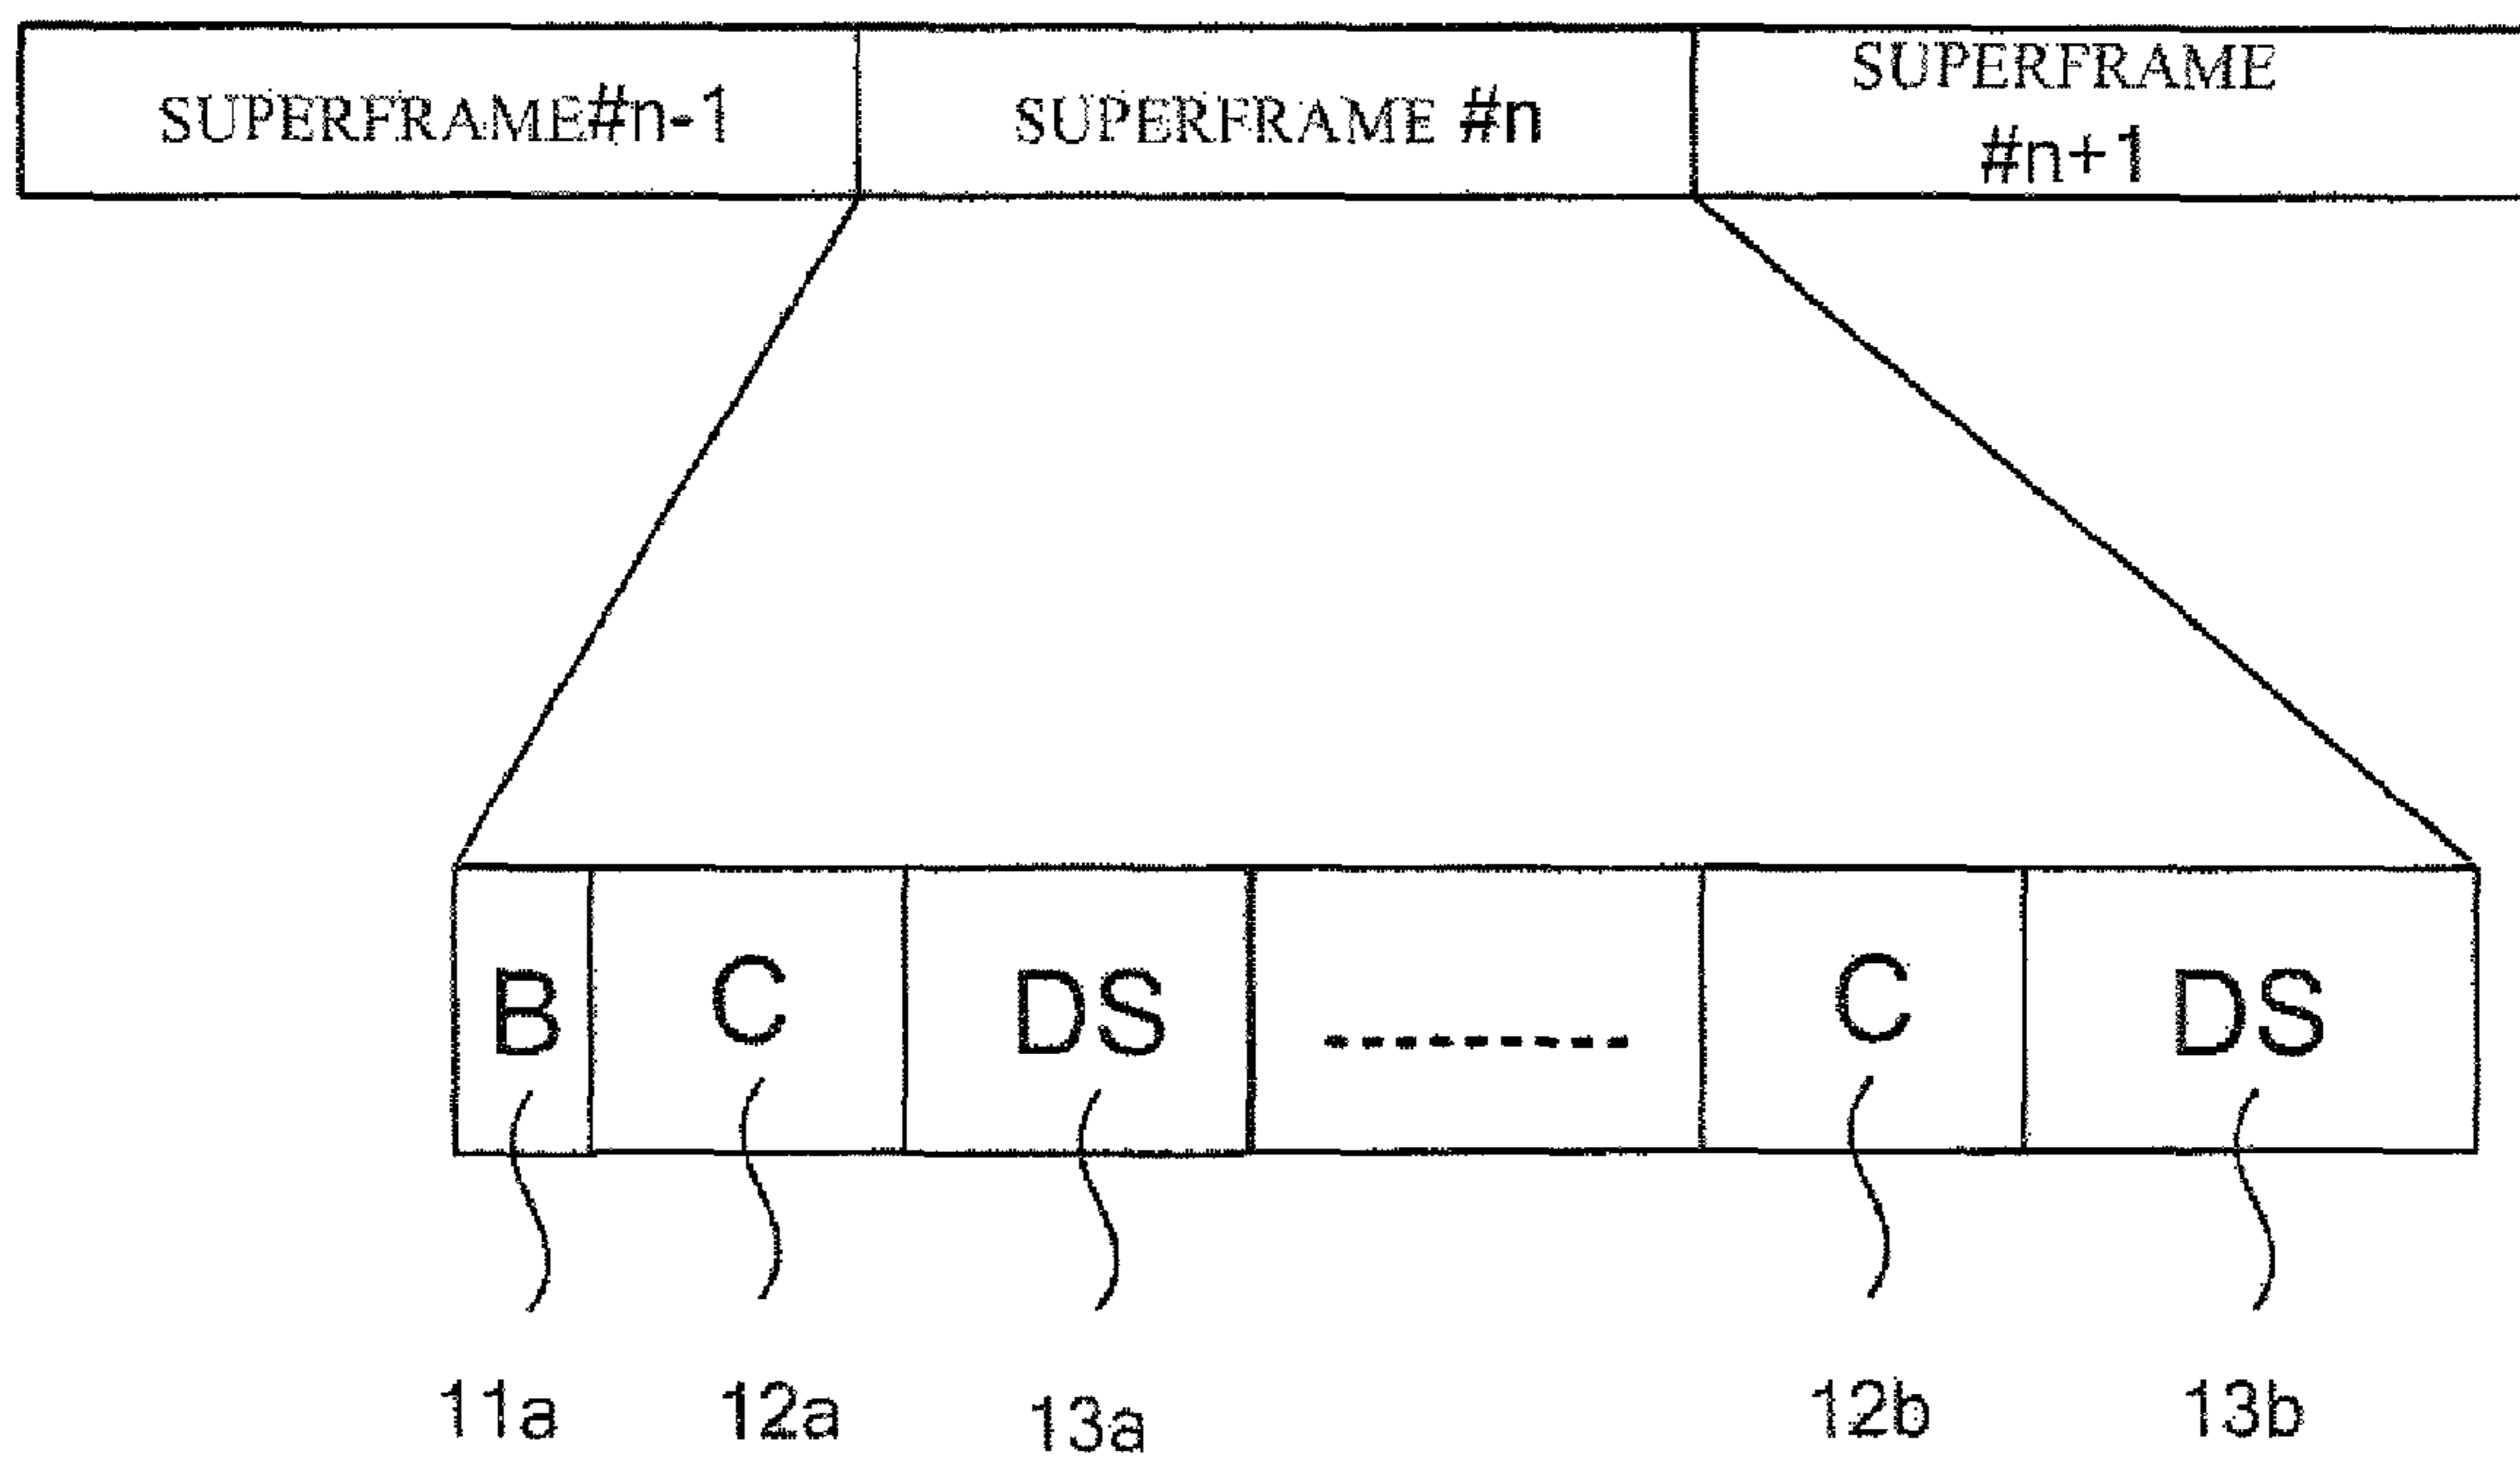 SUPERFRAME#n-1
SUPERFRAME #n
SUPERFRAME
#n+1
B
C
DS
C
DS
11a
12a
13a
12b
13b